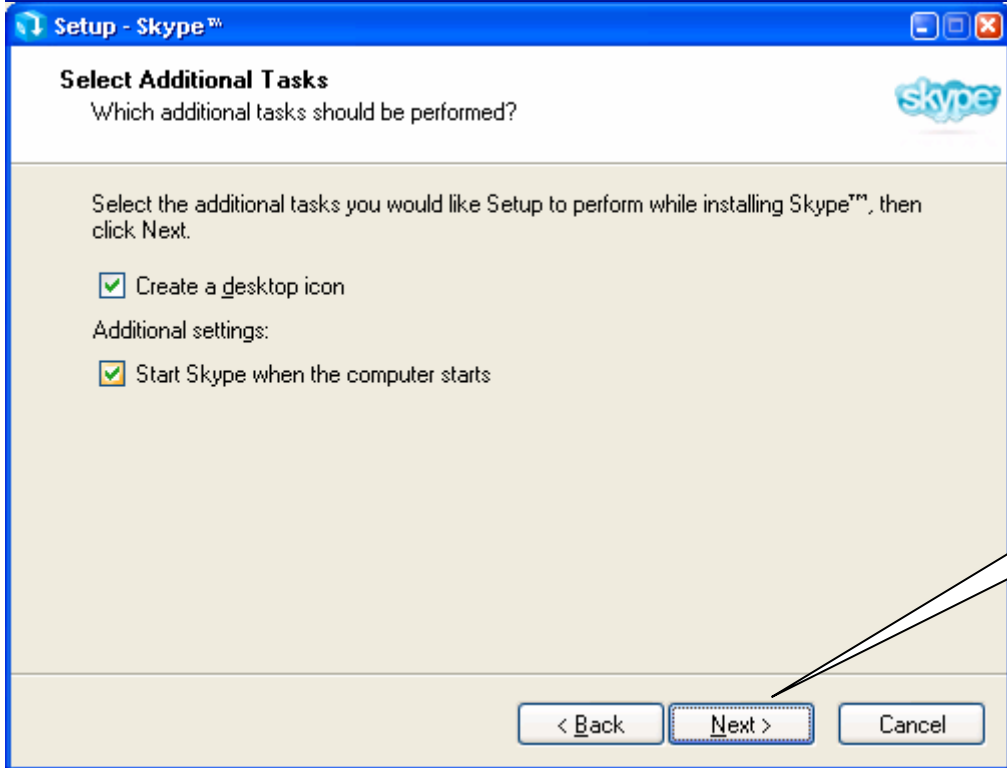 Setup - Skype™
Select Additional Tasks
Which additional tasks should be performed?
skype
Select the additional tasks you would like Setup to perform while installing Skype™, then
click Next.
Create a desktop icon
Additional settings:
Start Skype when the computer starts
< Back Next > Cancel